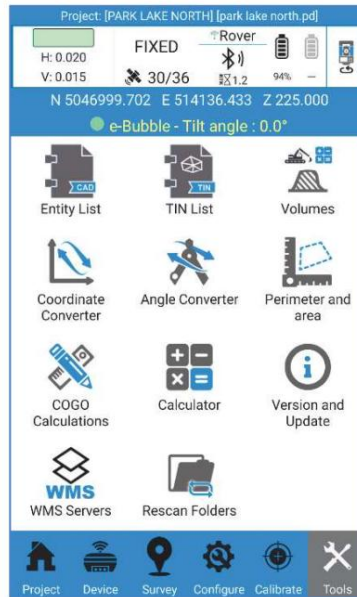 Project: [PARK LAKE NORTH] [park lake north.pd]
H: 0.020
V: 0.015
FIXED
30/36
Rover
1.2
94%
–
N 5046999.702 E 514136.433 Z 225.000
e-Bubble - Tilt angle : 0.0°
CAD
TIN
Entity List
TIN List
Volumes
Coordinate
Converter
Angle Converter
Perimeter and
area
COGO
Calculations
Calculator
Version and
Update
WMS
WMS Servers
Rescan Folders
Project
Device
Survey
Configure
Calibrate
Tools